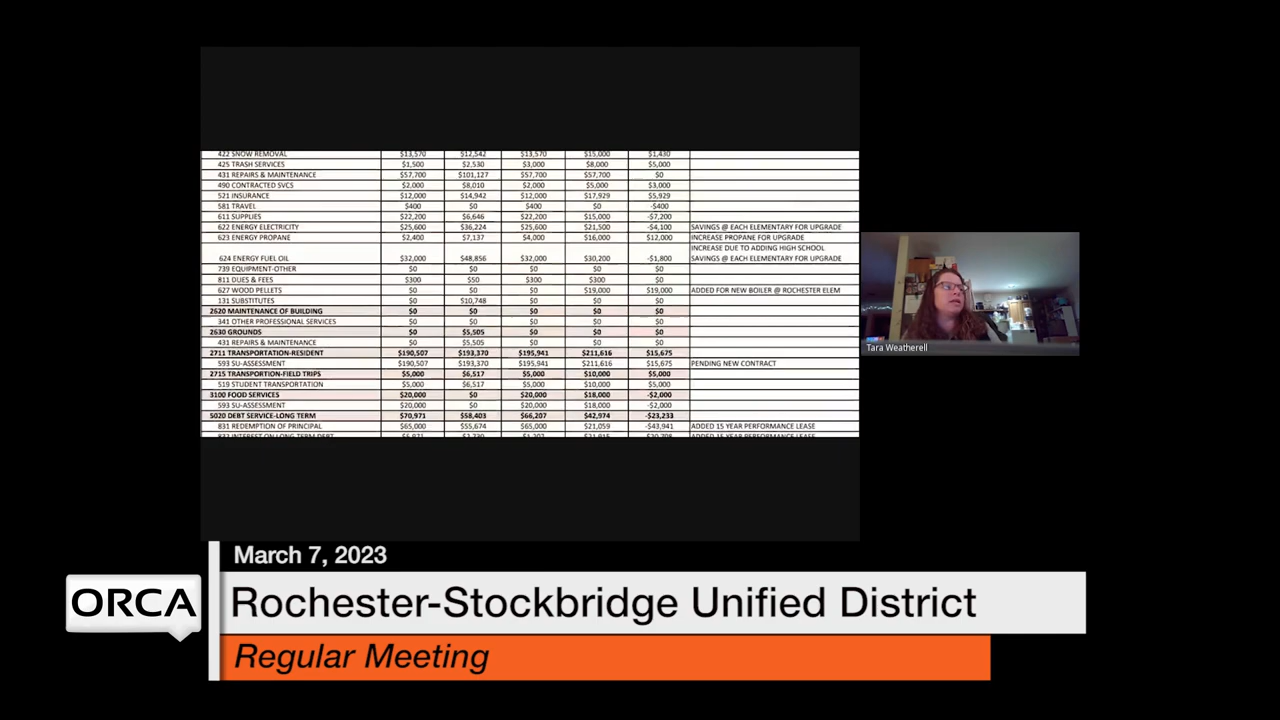 422 SNOW REMOVAL $13,570 $12,542 $13,570 $15,000 $1,430
425 TRASH SERVICES $1,500 $2,530 $3,000 $8,000 $5,000
431 REPAIRS & MAINTENANCE $57,700 $101,127 $57,700 $57,700 $0
490 CONTRACTED SVCS $2,000 $8,010 $2,000 $5,000 $3,000
521 INSURANCE $12,000 $14,942 $12,000 $17,929 $5,929
581 TRAVEL $400 $0 $400 $0 -$400
611 SUPPLIES $22,200 $6,646 $22,200 $15,000 -$7,200
622 ENERGY ELECTRICITY $25,600 $36,224 $25,600 $21,500 -$4,100 SAVINGS @ EACH ELEMENTARY FOR UPGRADE
623 ENERGY PROPANE $2,400 $7,137 $4,000 $16,000 $12,000 INCREASE PROPANE FOR UPGRADE
INCREASE DUE TO ADDING HIGH SCHOOL
624 ENERGY FUEL OIL $32,000 $48,856 $32,000 $30,200 -$1,800 SAVINGS @ EACH ELEMENTARY FOR UPGRADE
739 EQUIPMENT-OTHER $0 $0 $0 $0 $0
811 DUES & FEES $300 $50 $300 $300 $0
627 WOOD PELLETS $0 $0 $0 $19,000 $19,000 ADDED FOR NEW BOILER @ ROCHESTER ELEM
131 SUBSTITUTES $0 $10,748 $0 $0 $0
2620 MAINTENANCE OF BUILDING $0 $0 $0 $0 $0
341 OTHER PROFESSIONAL SERVICES $0 $0 $0 $0 $0
2630 GROUNDS $0 $5,505 $0 $0 $0
431 REPAIRS & MAINTENANCE $0 $5,505 $0 $0 $0
2711 TRANSPORTATION-RESIDENT $190,507 $193,370 $195,941 $211,616 $15,675
593 SU-ASSESSMENT $190,507 $193,370 $195,941 $211,616 $15,675 PENDING NEW CONTRACT
2715 TRANSPORTION-FIELD TRIPS $5,000 $6,517 $5,000 $10,000 $5,000
519 STUDENT TRANSPORTATION $5,000 $6,517 $5,000 $10,000 $5,000
3100 FOOD SERVICES $20,000 $0 $20,000 $18,000 -$2,000
593 SU-ASSESSMENT $20,000 $0 $20,000 $18,000 -$2,000
5020 DEBT SERVICE-LONG TERM $70,971 $58,403 $66,207 $42,974 -$23,233
831 REDEMPTION OF PRINCIPAL $65,000 $55,674 $65,000 $21,059 -$43,941 ADDED 15 YEAR PERFORMANCE LEASE
Tara Weatherell
March 7, 2023
ORCA
Rochester-Stockbridge Unified District
Regular Meeting